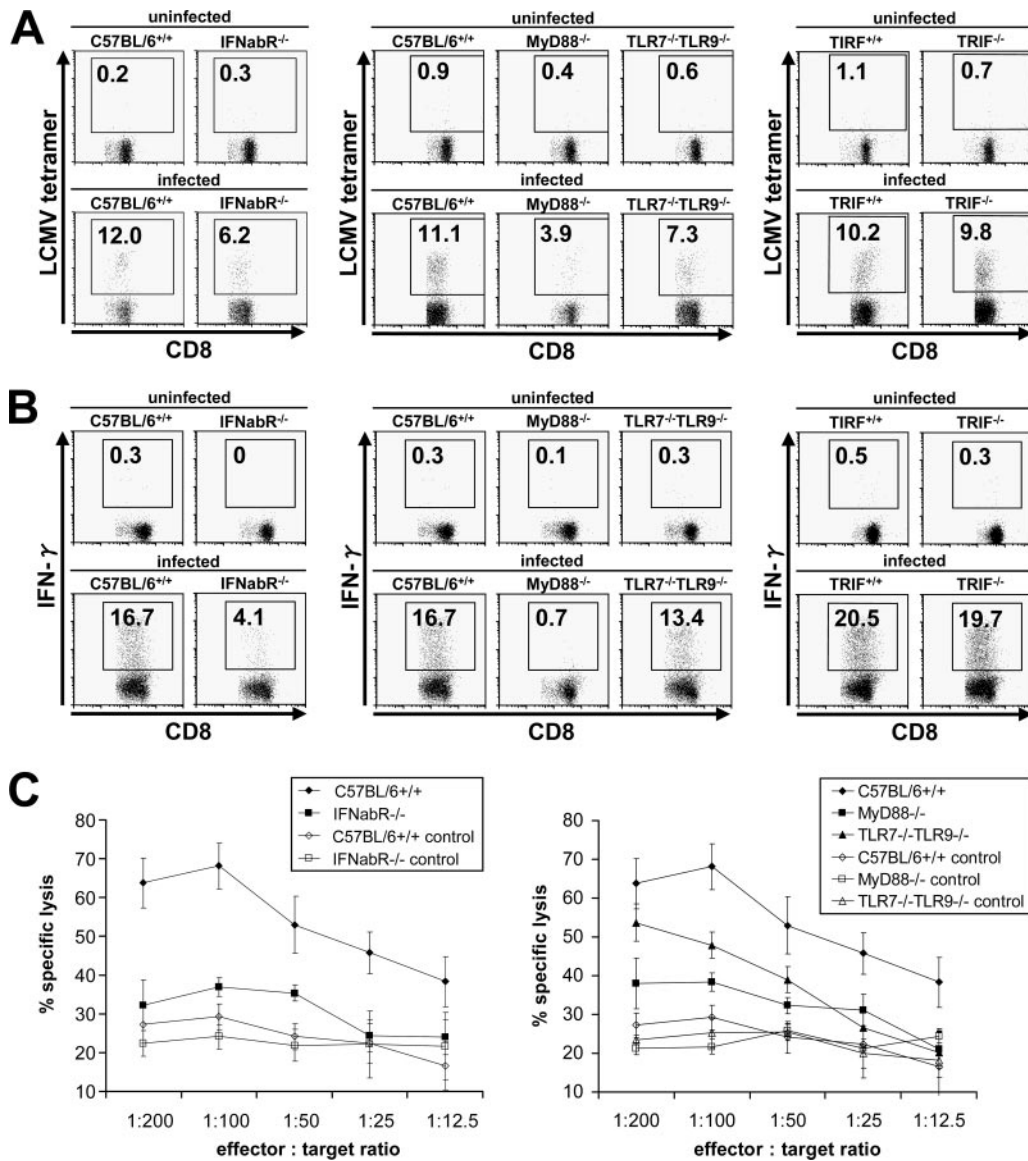 A
uninfected
C57BL/6+/+ IFNabR-/-
0.2 0.3
infected
C57BL/6+/+ IFNabR-/-
12.0 6.2
LCMV tetramer
CD8
uninfected
C57BL/6+/+ MyD88-/- TLR7-/-TLR9-/-
0.9 0.4 0.6
infected
C57BL/6+/+ MyD88-/- TLR7-/-TLR9-/-
11.1 3.9 7.3
LCMV tetramer
CD8
uninfected
TIRF+/+ TRIF-/-
1.1 0.7
infected
TRIF+/+ TRIF-/-
10.2 9.8
LCMV tetramer
CD8
B
uninfected
C57BL/6+/+ IFNabR-/-
0.3 0
infected
C57BL/6+/+ IFNabR-/-
16.7 4.1
IFN-γ
CD8
uninfected
C57BL/6+/+ MyD88-/- TLR7-/-TLR9-/-
0.3 0.1 0.3
infected
C57BL/6+/+ MyD88-/- TLR7-/-TLR9-/-
16.7 0.7 13.4
IFN-γ
CD8
uninfected
TIRF+/+ TRIF-/-
0.5 0.3
infected
TRIF+/+ TRIF-/-
20.5 19.7
IFN-γ
CD8
C
C57BL/6+/+
IFNabR-/-
C57BL/6+/+ control
IFNabR-/- control
80
70
60
50
40
30
20
10
% specific lysis
1:200 1:100 1:50 1:25 1:12.5
effector : target ratio
C57BL/6+/+
MyD88-/-
TLR7-/-TLR9-/-
C57BL/6+/+ control
MyD88-/- control
TLR7-/-TLR9-/- control
80
70
60
50
40
30
20
10
% specific lysis
1:200 1:100 1:50 1:25 1:12.5
effector : target ratio